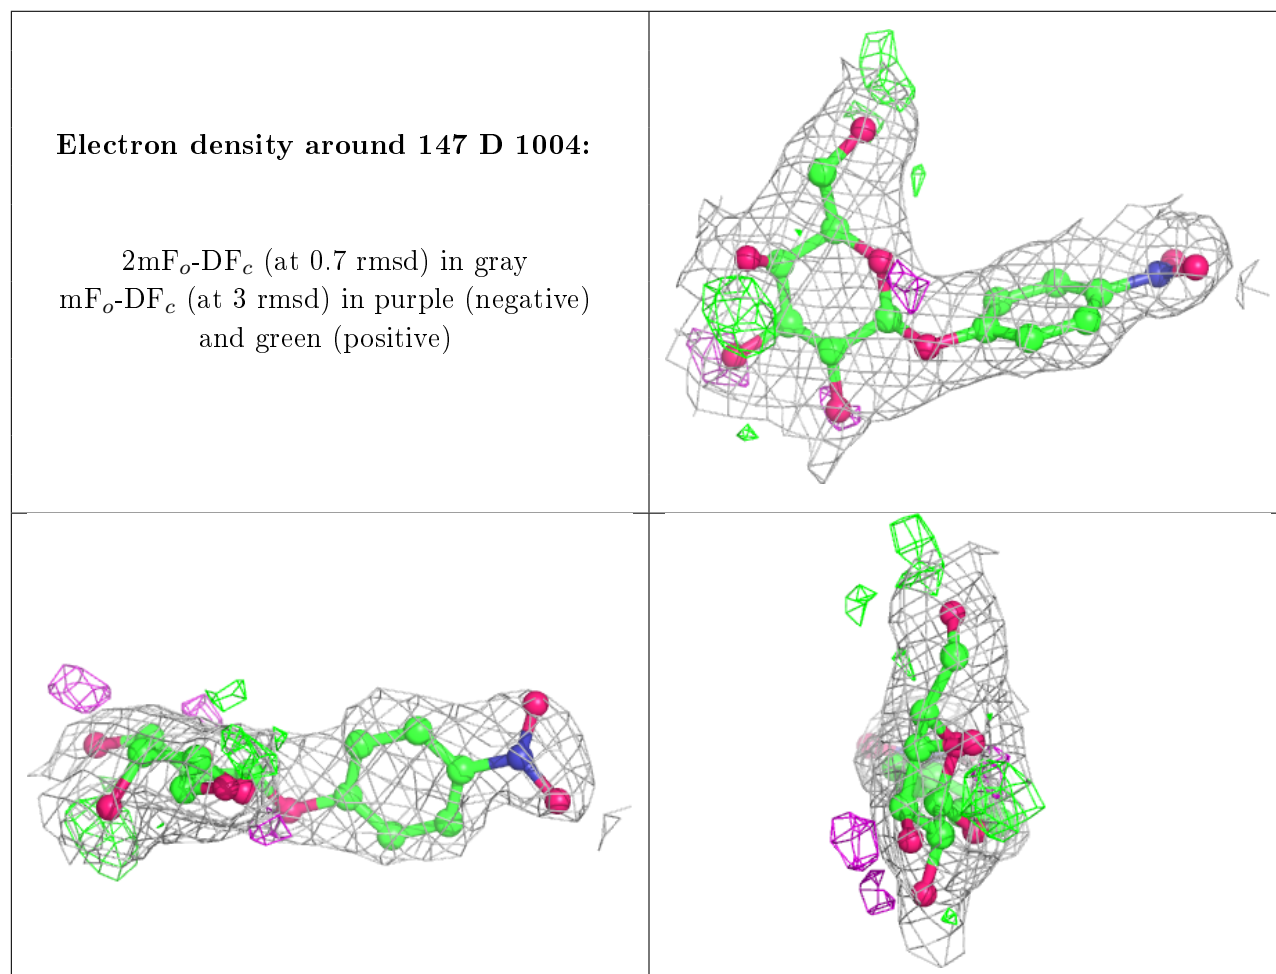 Electron density around 147 D 1004:
2mFₒ-DF𝒸 (at 0.7 rmsd) in gray
mFₒ-DF𝒸 (at 3 rmsd) in purple (negative)
and green (positive)